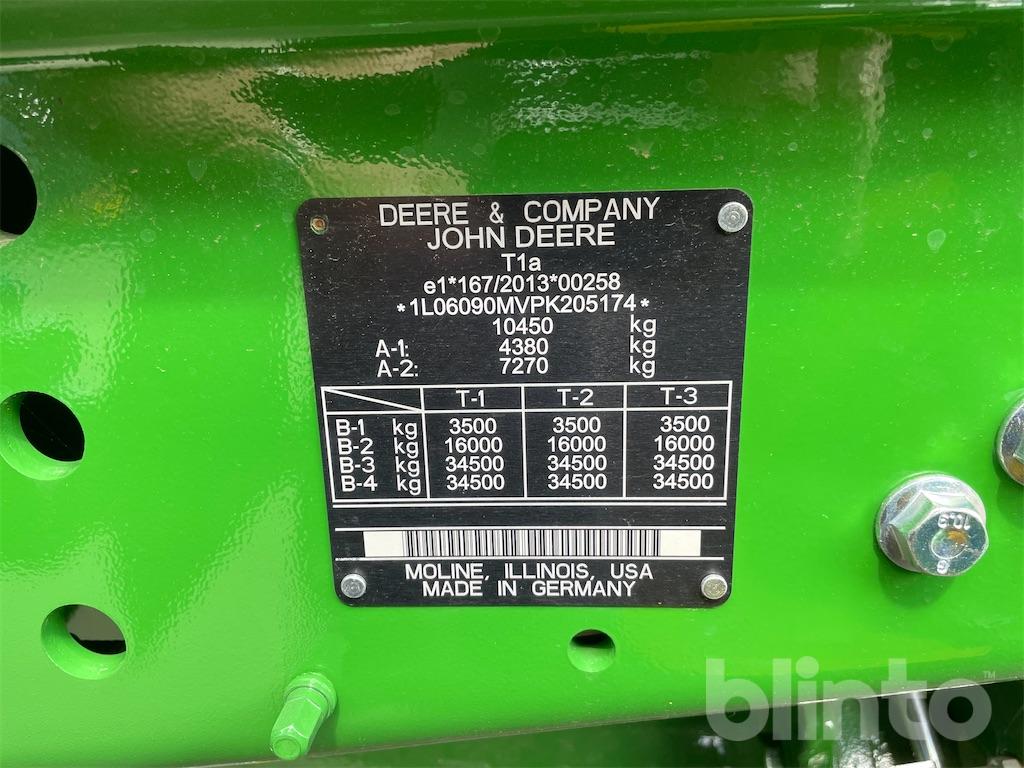 DEERE & COMPANY
JOHN DEERE
T1a
e1*167/2013*00258
*1L06090MVPK205174*
10450 kg
A-1: 4380 kg
A-2: 7270 kg
T-1 T-2 T-3
B-1 kg 3500 3500 3500
B-2 kg 16000 16000 16000
B-3 kg 34500 34500 34500
B-4 kg 34500 34500 34500
MOLINE, ILLINOIS, USA
MADE IN GERMANY
10.9
blinto™